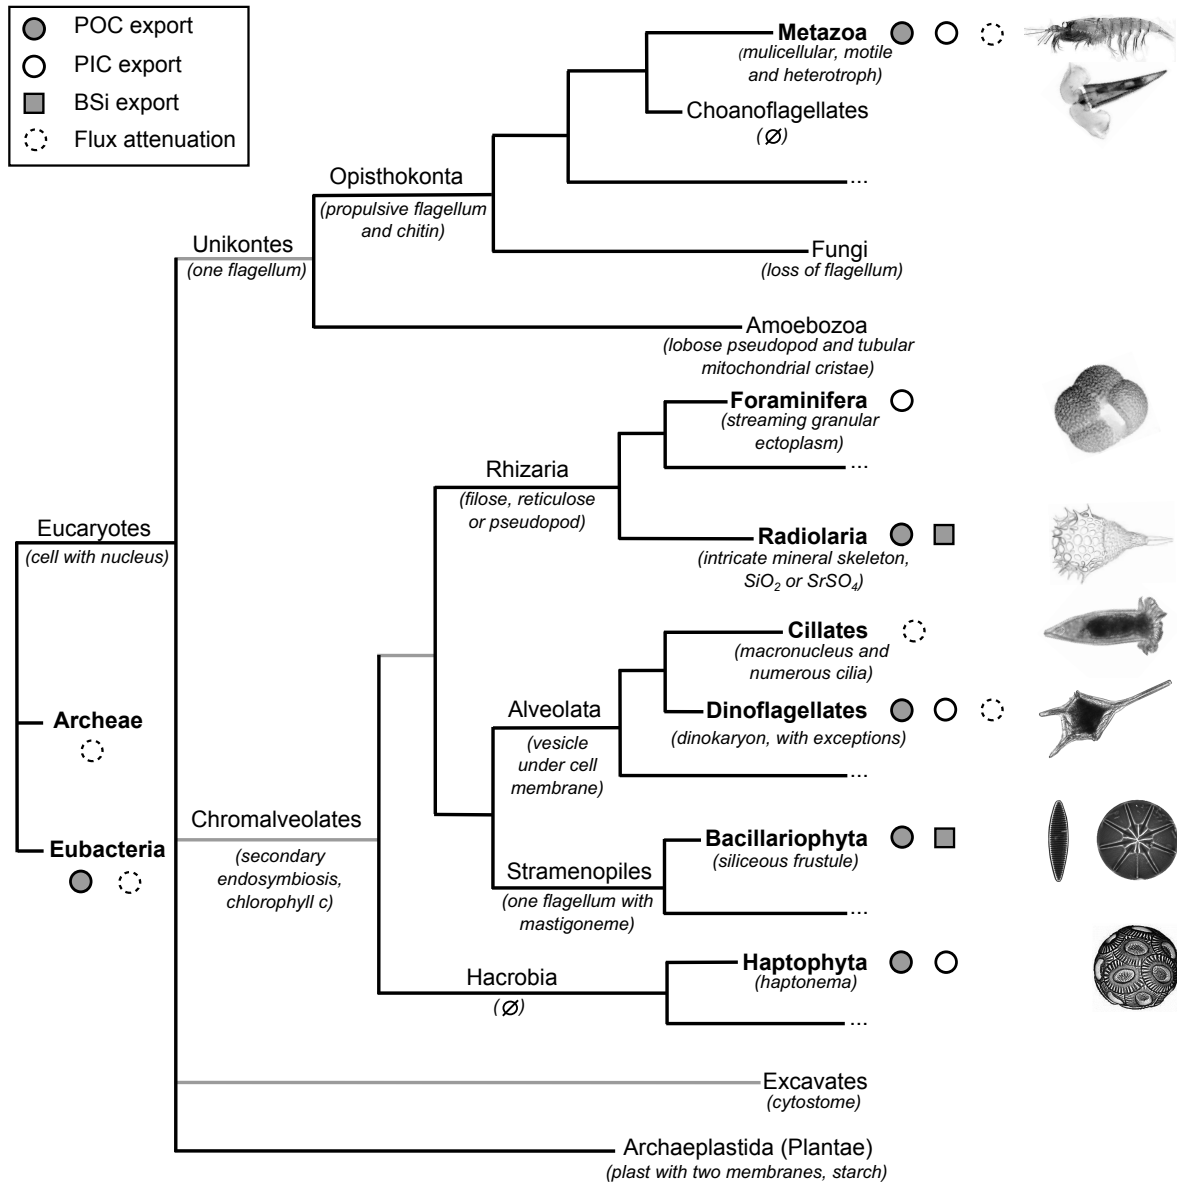 POC export
PIC export
BSi export
Flux attenuation
Metazoa
(mulicellular, motile
and heterotroph)
Choanoflagellates
(Ø)
...
Opisthokonta
(propulsive flagellum
and chitin)
Unikontes
(one flagellum)
Fungi
(loss of flagellum)
Amoebozoa
(lobose pseudopod and tubular
mitochondrial cristae)
Foraminifera
(streaming granular
ectoplasm)
...
Rhizaria
(filose, reticulose
or pseudopod)
Radiolaria
(intricate mineral skeleton,
SiO2 or SrSO4)
Eucaryotes
(cell with nucleus)
Cillates
(macronucleus and
numerous cilia)
Alveolata
(vesicle
under cell
membrane)
Dinoflagellates
(dinokaryon, with exceptions)
...
Archeae
Eubacteria
Chromalveolates
(secondary
endosymbiosis,
chlorophyll c)
Bacillariophyta
(siliceous frustule)
Stramenopiles
(one flagellum with
mastigoneme)
...
Haptophyta
(haptonema)
Hacrobia
(Ø)
...
Excavates
(cytostome)
Archaeplastida (Plantae)
(plast with two membranes, starch)